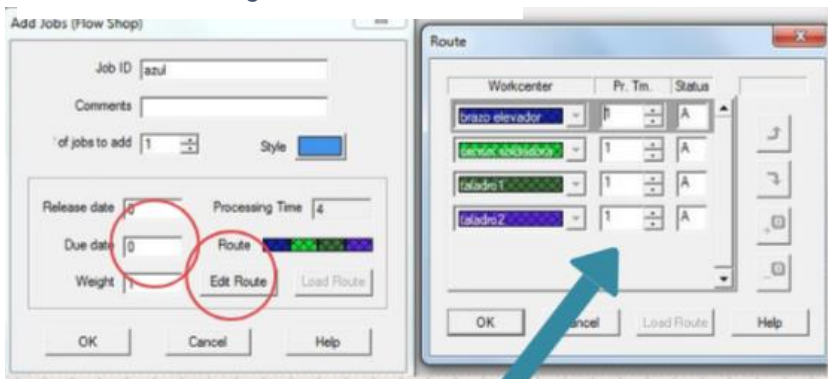 Add Jobs (Flow Shop)
Job ID azul
Comments
of jobs to add 1 Style
Release date 0 Processing Time 4
Due date 0 Route
Weight 1 Edit Route Load Route
OK Cancel Help
Route
Workcenter Pr. Tm. Status
brazo elevador 1 A
1 A
taladro1 1 A
taladro2 1 A
OK Cancel Load Route Help